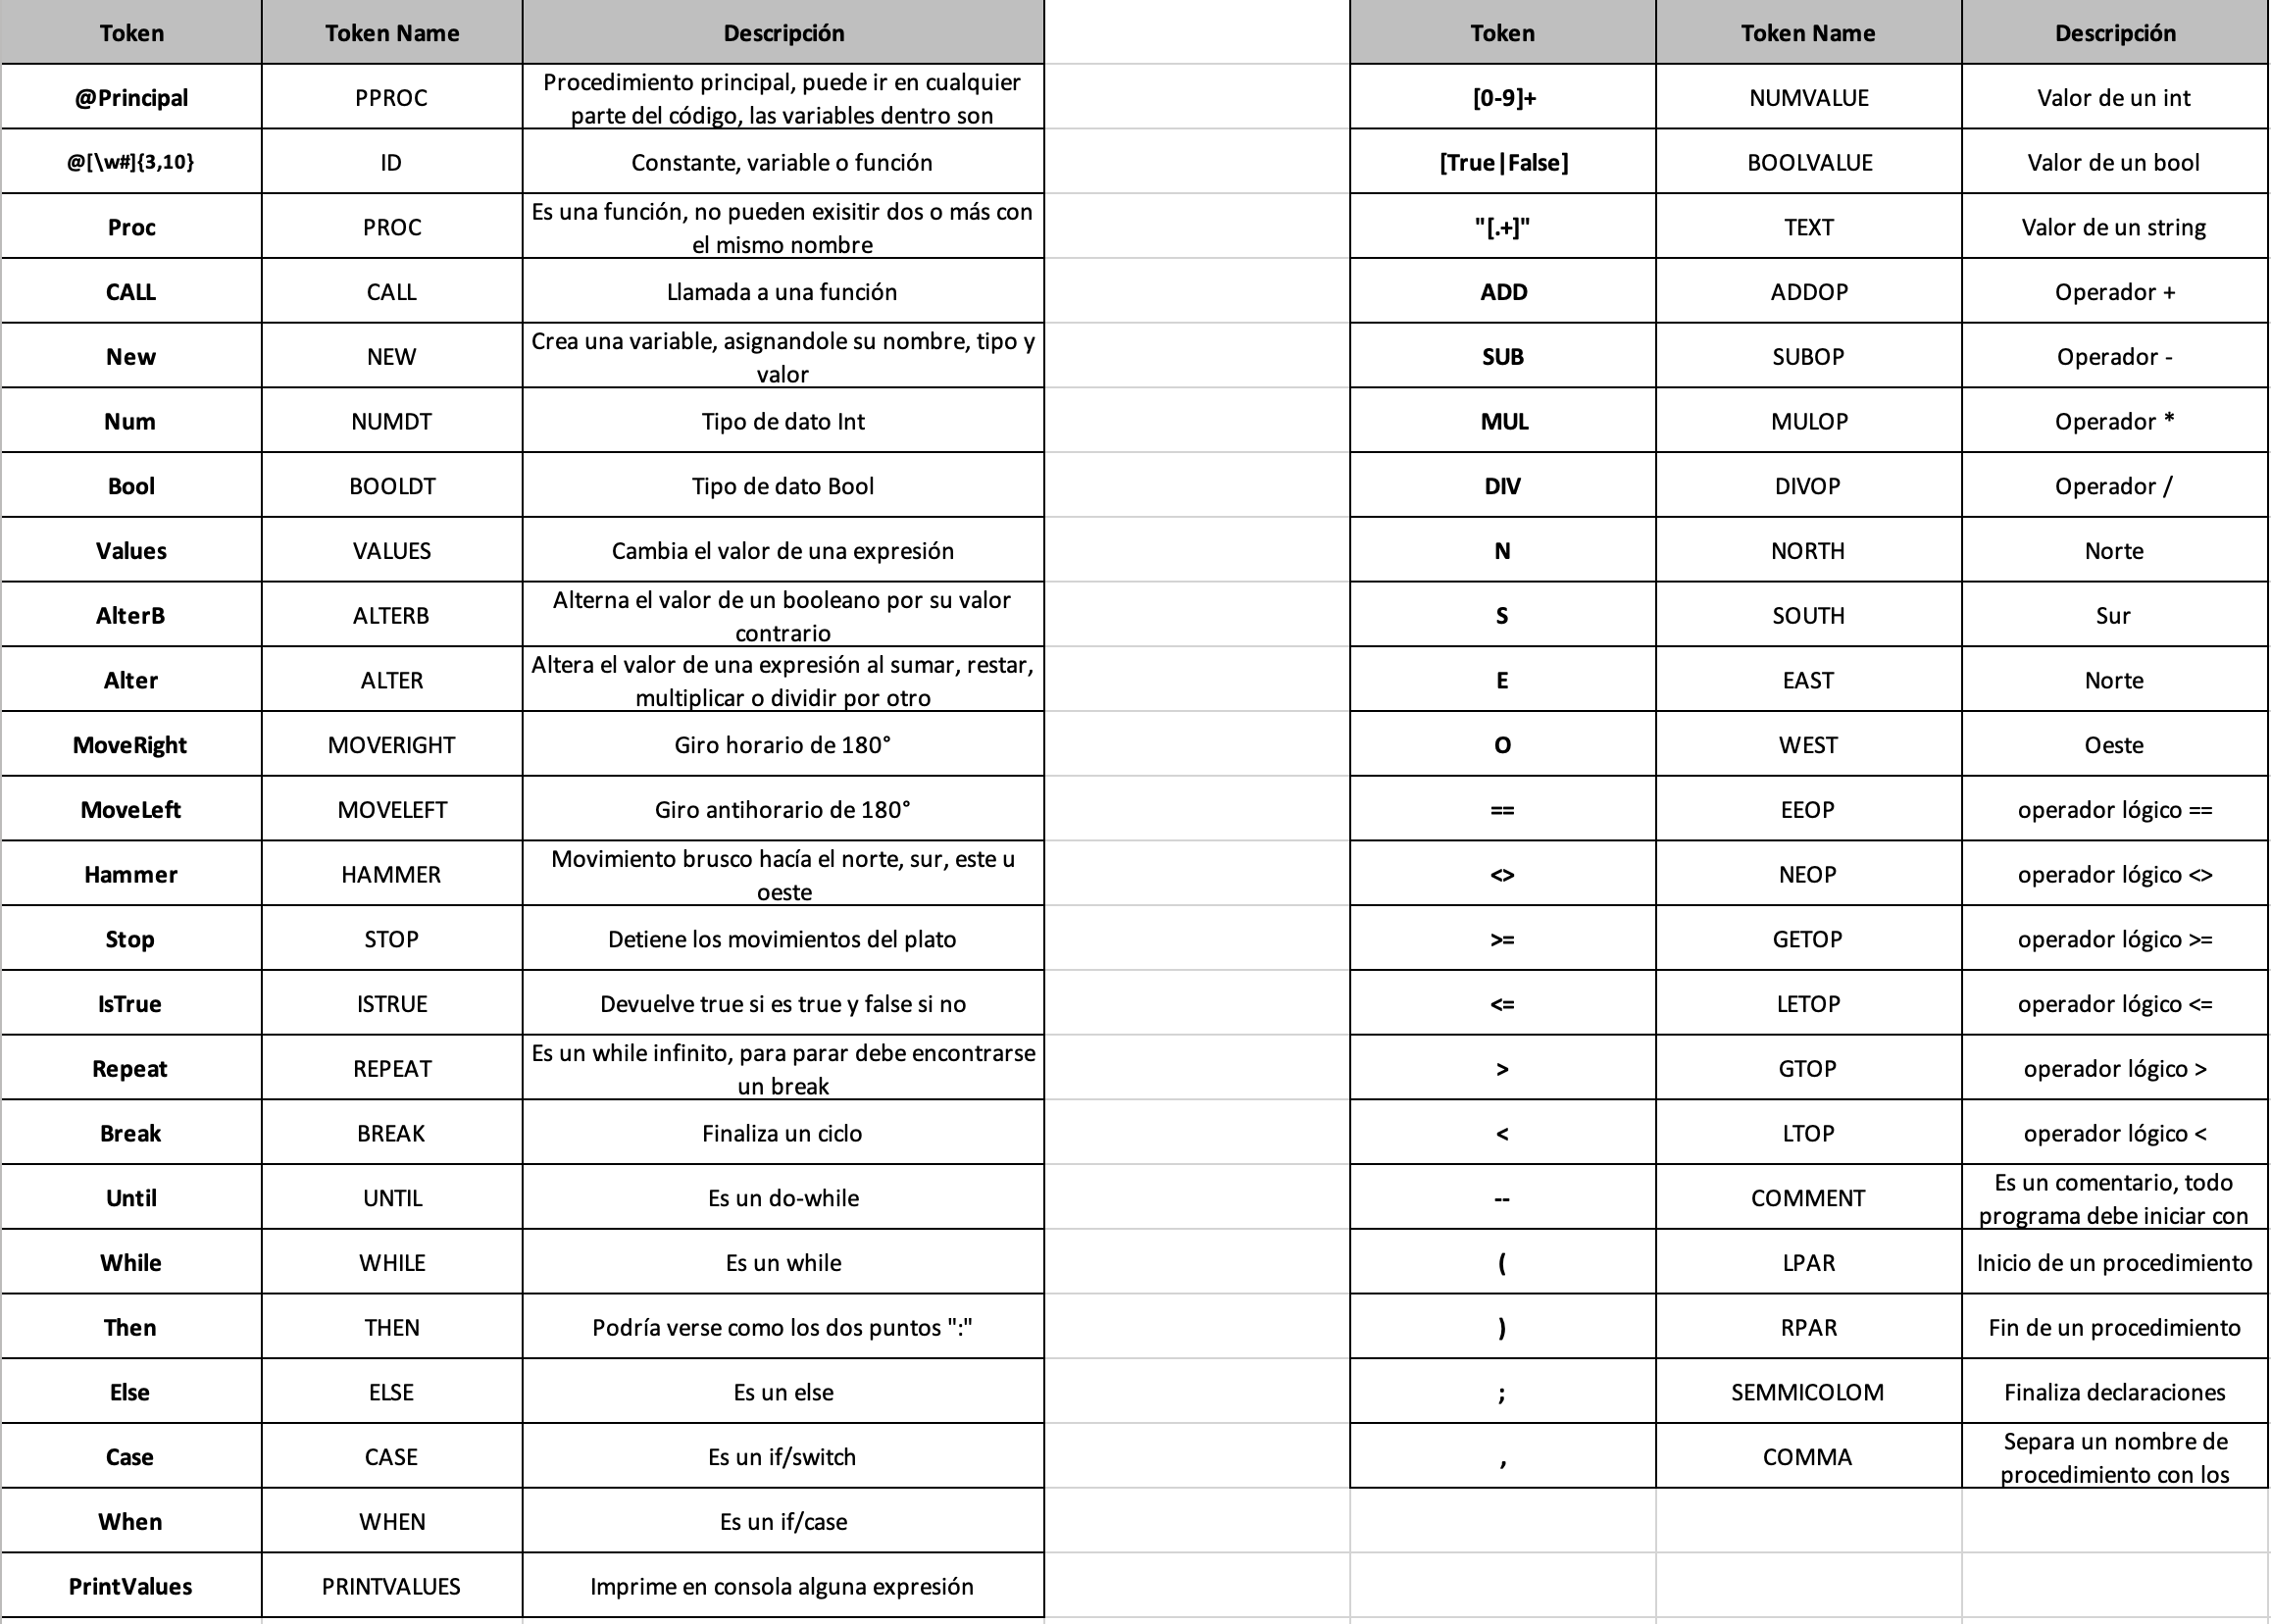 Token Token Name Descripción
@Principal PPROC Procedimiento principal, puede ir en cualquier
parte del código, las variables dentro son
@[\w#]{3,10} ID Constante, variable o función
Proc PROC Es una función, no pueden exisitir dos o más con
el mismo nombre
CALL CALL Llamada a una función
New NEW Crea una variable, asignandole su nombre, tipo y
valor
Num NUMDT Tipo de dato Int
Bool BOOLDT Tipo de dato Bool
Values VALUES Cambia el valor de una expresión
AlterB ALTERB Alterna el valor de un booleano por su valor
contrario
Alter ALTER Altera el valor de una expresión al sumar, restar,
multiplicar o dividir por otro
MoveRight MOVERIGHT Giro horario de 180°
MoveLeft MOVELEFT Giro antihorario de 180°
Hammer HAMMER Movimiento brusco hacía el norte, sur, este u
oeste
Stop STOP Detiene los movimientos del plato
IsTrue ISTRUE Devuelve true si es true y false si no
Repeat REPEAT Es un while infinito, para parar debe encontrarse
un break
Break BREAK Finaliza un ciclo
Until UNTIL Es un do-while
While WHILE Es un while
Then THEN Podría verse como los dos puntos ":"
Else ELSE Es un else
Case CASE Es un if/switch
When WHEN Es un if/case
PrintValues PRINTVALUES Imprime en consola alguna expresión
Token Token Name Descripción
[0-9]+ NUMVALUE Valor de un int
[True|False] BOOLVALUE Valor de un bool
"[.+]" TEXT Valor de un string
ADD ADDOP Operador +
SUB SUBOP Operador -
MUL MULOP Operador *
DIV DIVOP Operador /
N NORTH Norte
S SOUTH Sur
E EAST Norte
O WEST Oeste
== EEOP operador lógico ==
<> NEOP operador lógico <>
>= GETOP operador lógico >=
<= LETOP operador lógico <=
> GTOP operador lógico >
< LTOP operador lógico <
-- COMMENT Es un comentario, todo
programa debe iniciar con
( LPAR Inicio de un procedimiento
) RPAR Fin de un procedimiento
; SEMMICOLOM Finaliza declaraciones
, COMMA Separa un nombre de
procedimiento con los